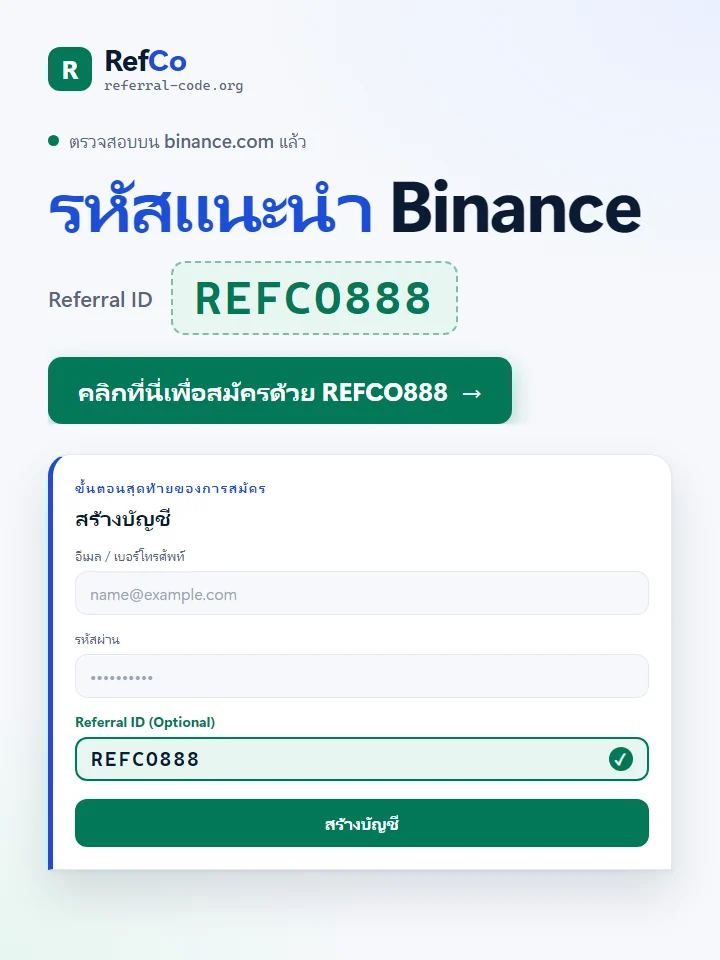 R
RefCo
referral-code.org
ตรวจสอบบน binance.com แล้ว
รหัสแนะนำ Binance
Referral ID REFCO888
คลิกที่นี่เพื่อสมัครด้วย REFCO888 →
ขั้นตอนสุดท้ายของการสมัคร
สร้างบัญชี
อีเมล / เบอร์โทรศัพท์
name@example.com
รหัสผ่าน
••••••••••
Referral ID (Optional)
REFCO888
สร้างบัญชี